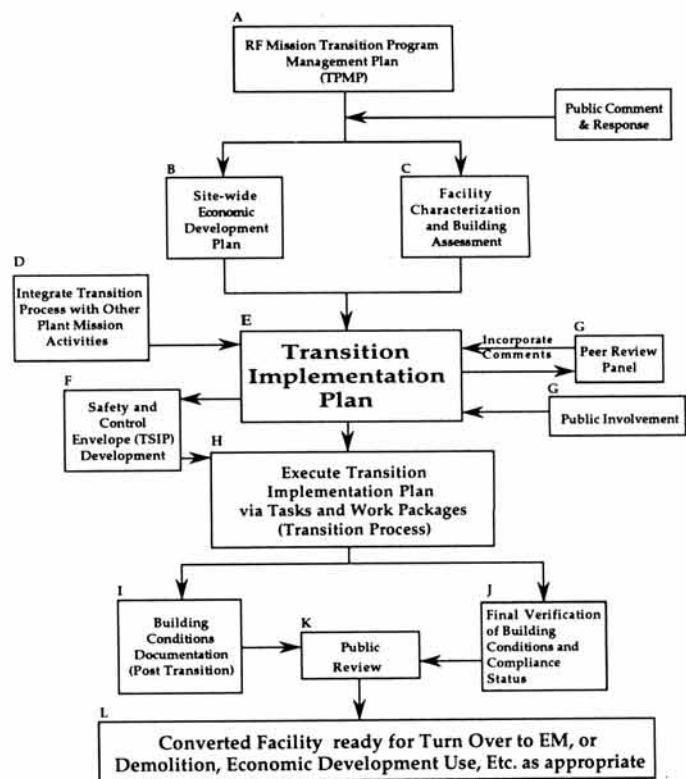 A
RF Mission Transition Program
Management Plan
(TPMP)
Public Comment
& Response
B
Site-wide
Economic
Development
Plan
C
Facility
Characterization
and Building
Assessment
D
Integrate Transition
Process with Other
Plant Mission
Activities
E
Transition
Implementation
Plan
Incorporate
Comments
G
Peer Review
Panel
F
Safety and
Control
Envelope (TSIP)
Development
G
Public Involvement
H
Execute Transition
Implementation Plan
via Tasks and Work Packages
(Transition Process)
I
Building
Conditions
Documentation
(Post Transition)
K
Public
Review
J
Final Verification
of Building
Conditions and
Compliance
Status
L
Converted Facility ready for Turn Over to EM, or
Demolition, Economic Development Use, Etc. as appropriate